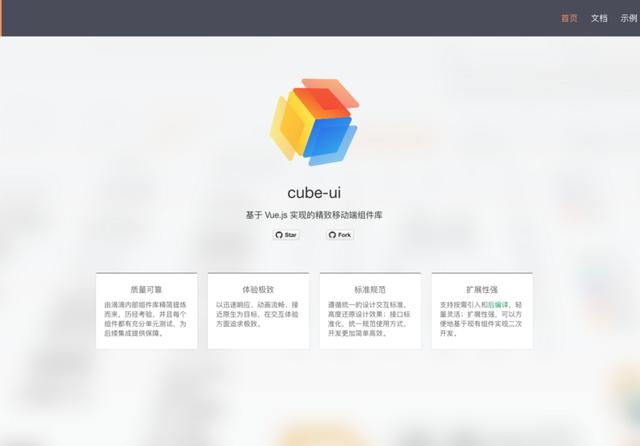 首页 文档 示例
cube-ui
基于 Vue.js 实现的精致移动端组件库
Star Fork
质量可靠
由滴滴内部组件库精简提炼
而来，历经考验，并且每个
组件都有充分单元测试，为
后续集成提供保障。
体验极致
以迅速响应、动画流畅、接
近原生为目标，在交互体验
方面追求极致。
标准规范
遵循统一的设计交互标准，
高度还原设计效果；接口标
准化，统一规范使用方式，
开发更加简单高效。
扩展性强
支持按需引入和后编译，轻
量灵活；扩展性强，可以方
便地基于现有组件实现二次
开发。